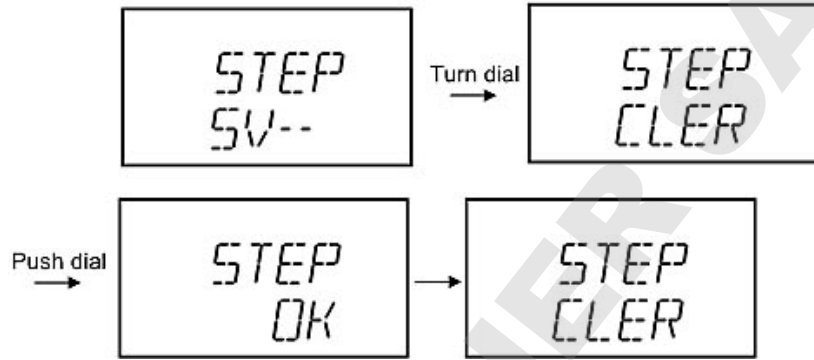 STEP
SV--
Turn dial
STEP
CLER
Push dial
STEP
OK
STEP
CLER